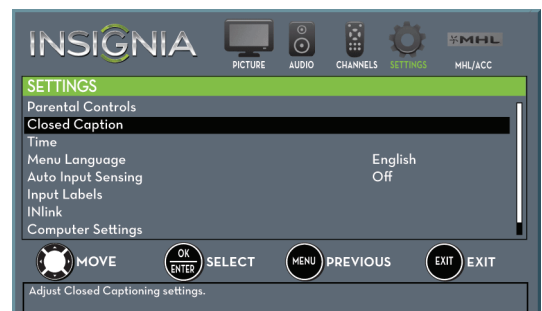 INSIGNIA
PICTURE AUDIO CHANNELS SETTINGS MHL MHL/ACC
SETTINGS
Parental Controls
Closed Caption
Time
Menu Language English
Auto Input Sensing Off
Input Labels
INlink
Computer Settings
MOVE OK ENTER SELECT MENU PREVIOUS EXIT EXIT
Adjust Closed Captioning settings.